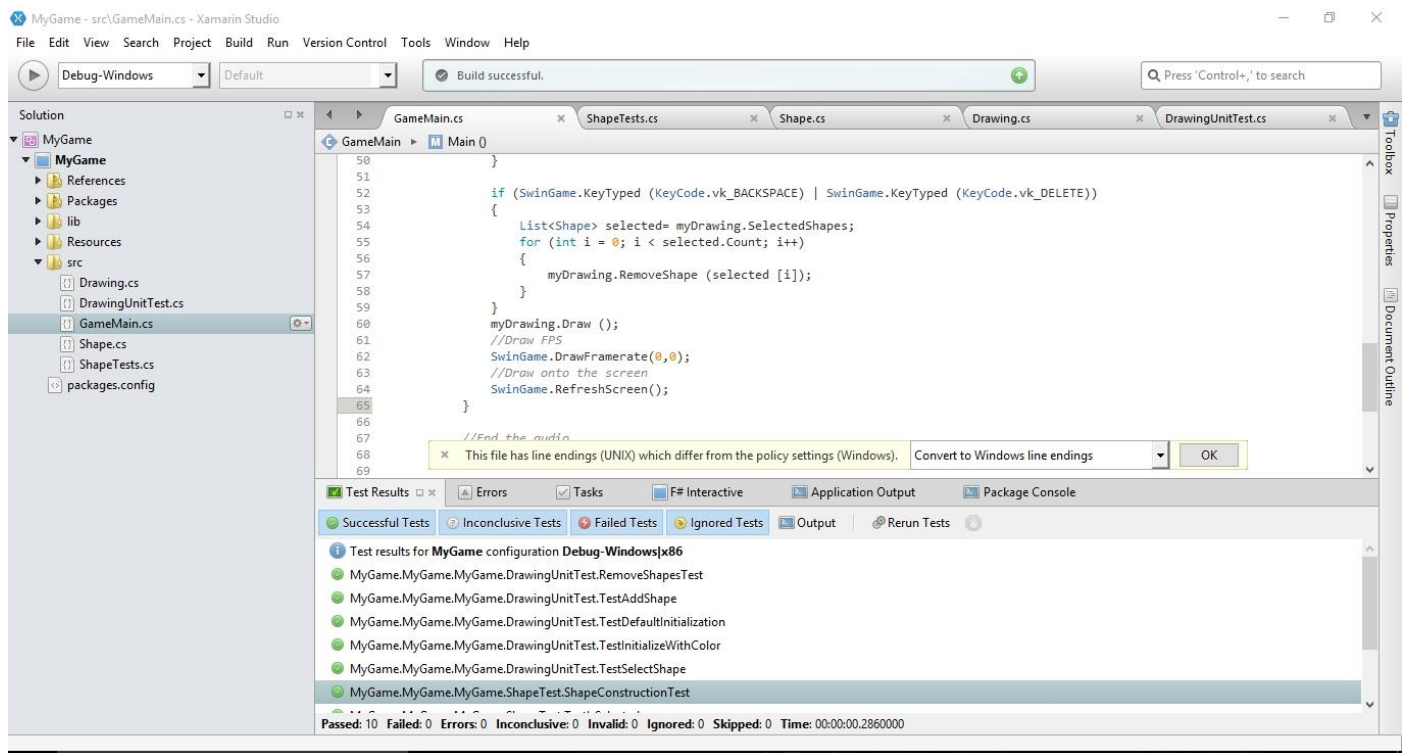 MyGame - src\GameMain.cs - Xamarin Studio
File Edit View Search Project Build Run Version Control Tools Window Help
Debug-Windows Default Build successful. Press 'Control+,' to search
Solution
MyGame
MyGame
References
Packages
lib
Resources
src
Drawing.cs
DrawingUnitTest.cs
GameMain.cs
Shape.cs
ShapeTests.cs
packages.config
GameMain.cs ShapeTests.cs Shape.cs Drawing.cs DrawingUnitTest.cs
GameMain M Main ()
50 }
51
52 if (SwinGame.KeyTyped (KeyCode.vk_BACKSPACE) | SwinGame.KeyTyped (KeyCode.vk_DELETE))
53 {
54 List<Shape> selected= myDrawing.SelectedShapes;
55 for (int i = 0; i < selected.Count; i++)
56 {
57 myDrawing.RemoveShape (selected [i]);
58 }
59 }
60 myDrawing.Draw ();
61 //Draw FPS
62 SwinGame.DrawFramerate(0,0);
63 //Draw onto the screen
64 SwinGame.RefreshScreen();
65 }
66
67 //End the audio
68
69
This file has line endings (UNIX) which differ from the policy settings (Windows). Convert to Windows line endings OK
Toolbox
Properties
Document Outline
Test Results Errors Tasks F# Interactive Application Output Package Console
Successful Tests Inconclusive Tests Failed Tests Ignored Tests Output Rerun Tests
Test results for MyGame configuration Debug-Windows|x86
MyGame.MyGame.MyGame.DrawingUnitTest.RemoveShapesTest
MyGame.MyGame.MyGame.DrawingUnitTest.TestAddShape
MyGame.MyGame.MyGame.DrawingUnitTest.TestDefaultInitialization
MyGame.MyGame.MyGame.DrawingUnitTest.TestInitializeWithColor
MyGame.MyGame.MyGame.DrawingUnitTest.TestSelectShape
MyGame.MyGame.MyGame.ShapeTest.ShapeConstructionTest
Passed: 10 Failed: 0 Errors: 0 Inconclusive: 0 Invalid: 0 Ignored: 0 Skipped: 0 Time: 00:00:00.2860000